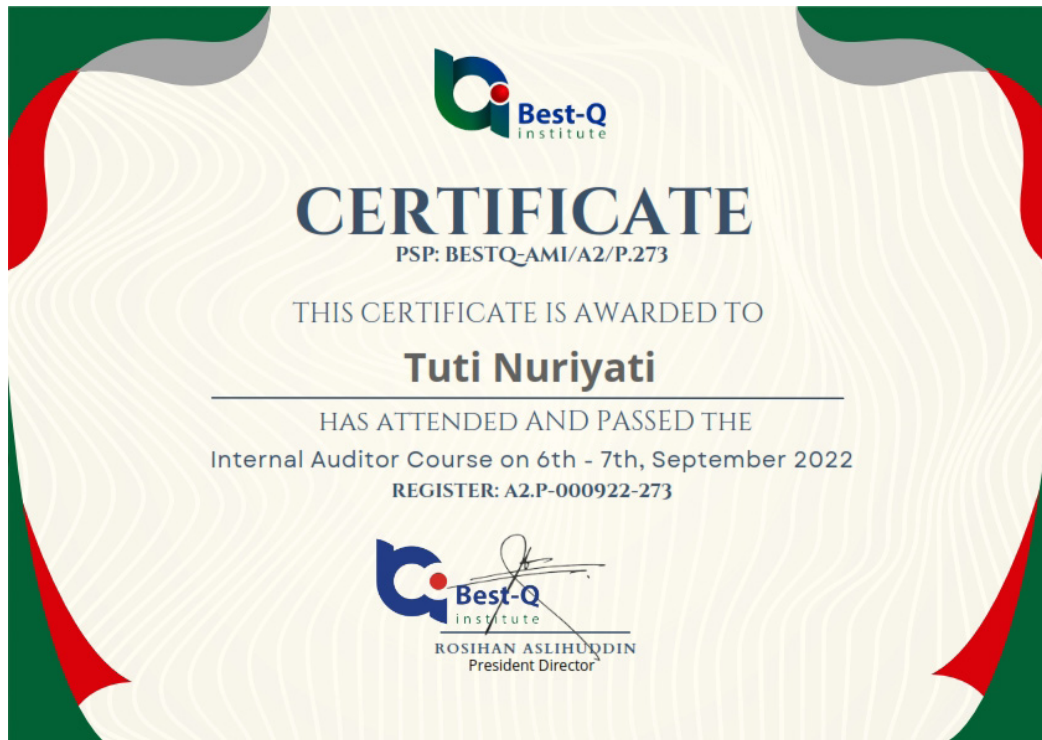 Best-Q
institute
CERTIFICATE
PSP: BESTQ-AMI/A2/P.273
THIS CERTIFICATE IS AWARDED TO
Tuti Nuriyati
HAS ATTENDED AND PASSED THE
Internal Auditor Course on 6th - 7th, September 2022
REGISTER: A2.P-000922-273
Best-Q
institute
ROSIHAN ASLIHUDDIN
President Director